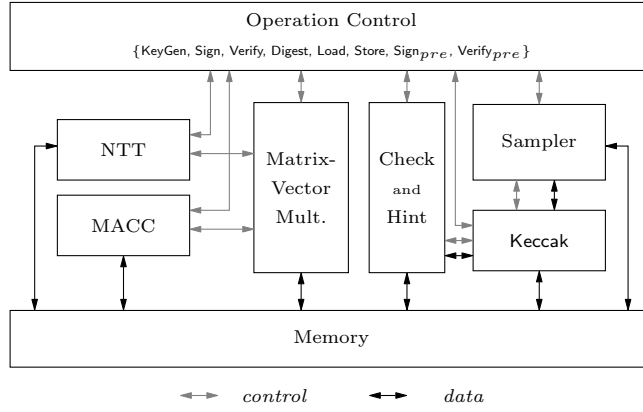 Operation Control
{KeyGen, Sign, Verify, Digest, Load, Store, Sign_pre, Verify_pre}
NTT
MACC
Matrix-
Vector
Mult.
Check
and
Hint
Sampler
Keccak
Memory
control
data